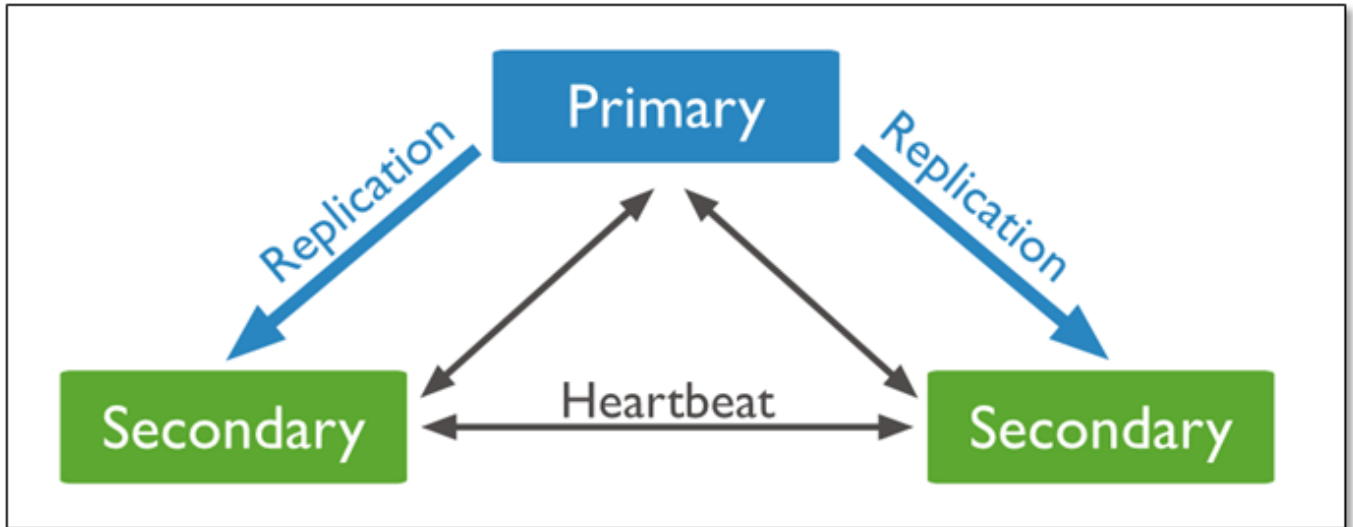 Primary
Replication
Replication
Heartbeat
Secondary
Secondary